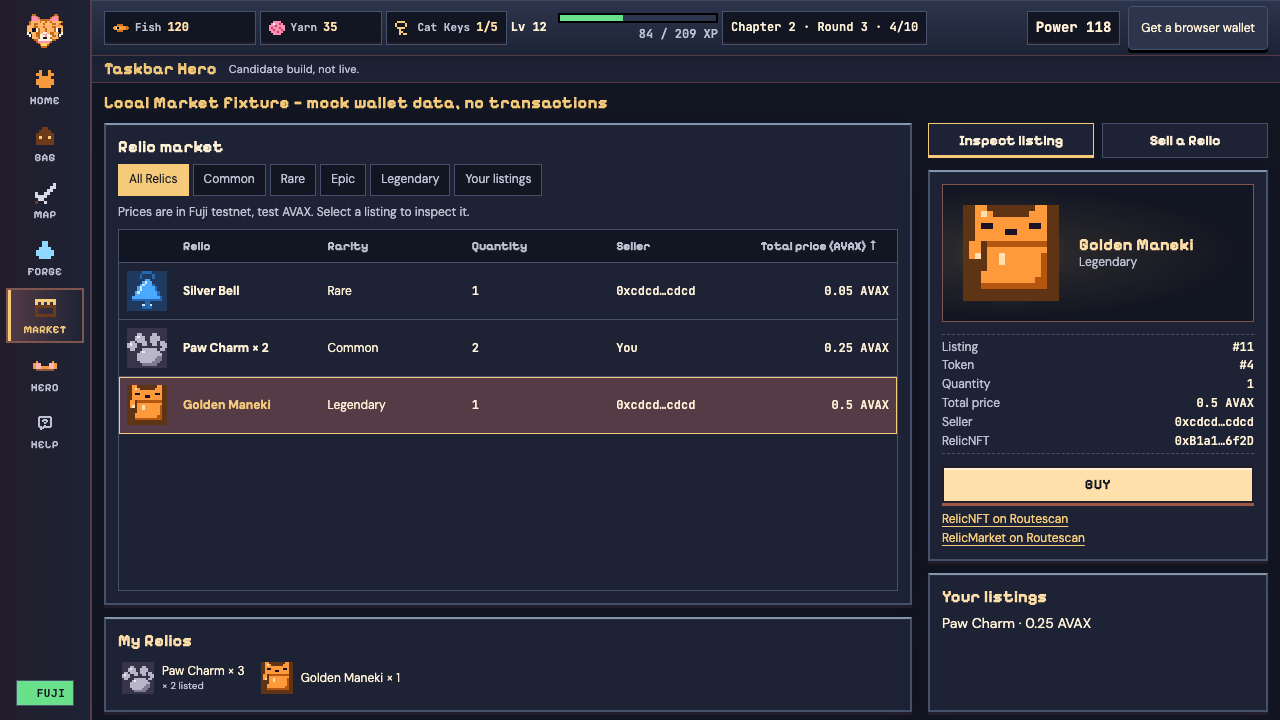 Fish 120
Yarn 35
Cat Keys 1/5
Lv 12
84 / 209 XP
Chapter 2 · Round 3 · 4/10
Power 118
Get a browser wallet
Taskbar Hero
Candidate build, not live.
HOME
BAG
MAP
FORGE
MARKET
HERO
HELP
FUJI
Local Market Fixture – mock wallet data, no transactions
Relic market
All Relics
Common
Rare
Epic
Legendary
Your listings
Prices are in Fuji testnet, test AVAX. Select a listing to inspect it.
Relic Rarity Quantity Seller Total price (AVAX) ↑
Silver Bell Rare 1 0xcdcd…cdcd 0.05 AVAX
Paw Charm × 2 Common 2 You 0.25 AVAX
Golden Maneki Legendary 1 0xcdcd…cdcd 0.5 AVAX
My Relics
Paw Charm × 3
× 2 listed
Golden Maneki × 1
Inspect listing
Sell a Relic
Golden Maneki
Legendary
Listing #11
Token #4
Quantity 1
Total price 0.5 AVAX
Seller 0xcdcd…cdcd
RelicNFT 0xB1a1…6f2D
BUY
RelicNFT on Routescan
RelicMarket on Routescan
Your listings
Paw Charm · 0.25 AVAX